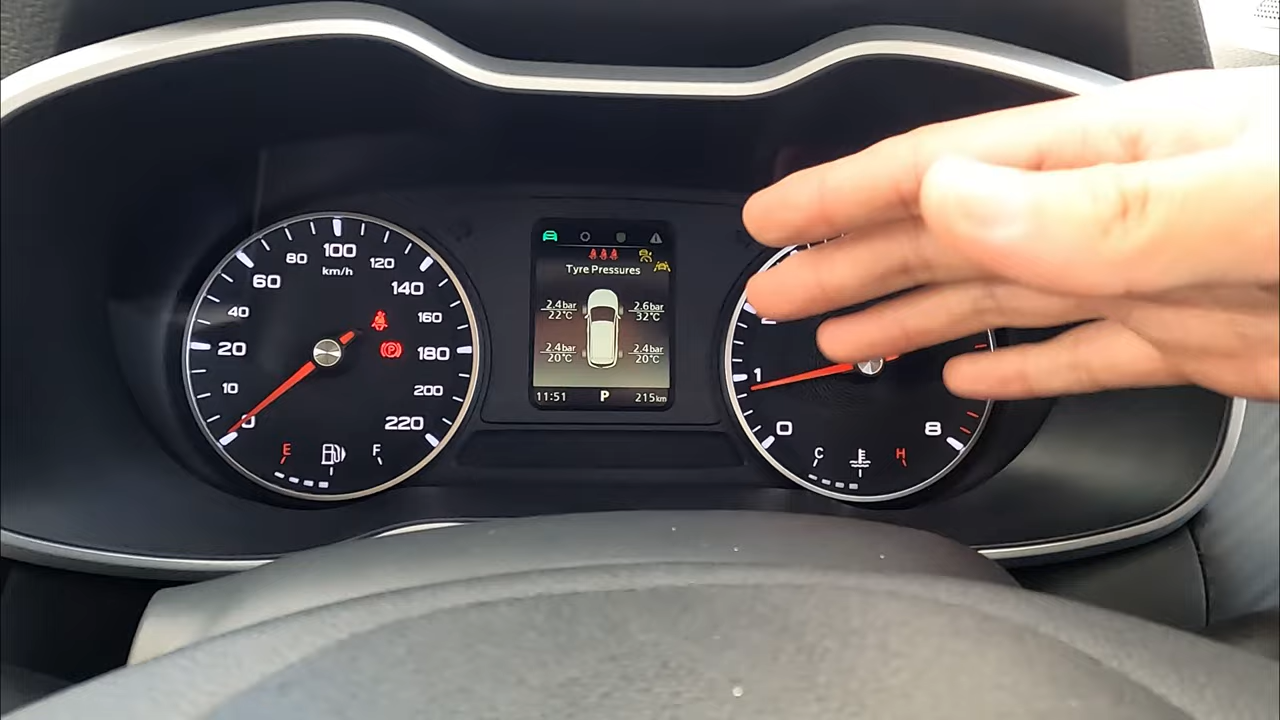 100
80
120
km/h
60
140
40
160
20
180
10
200
0
220
E
F
P
Tyre Pressures
2.4bar
22°C
2.6bar
32°C
2.4bar
20°C
2.4bar
20°C
11:51 P 215km
1
0
8
C
H